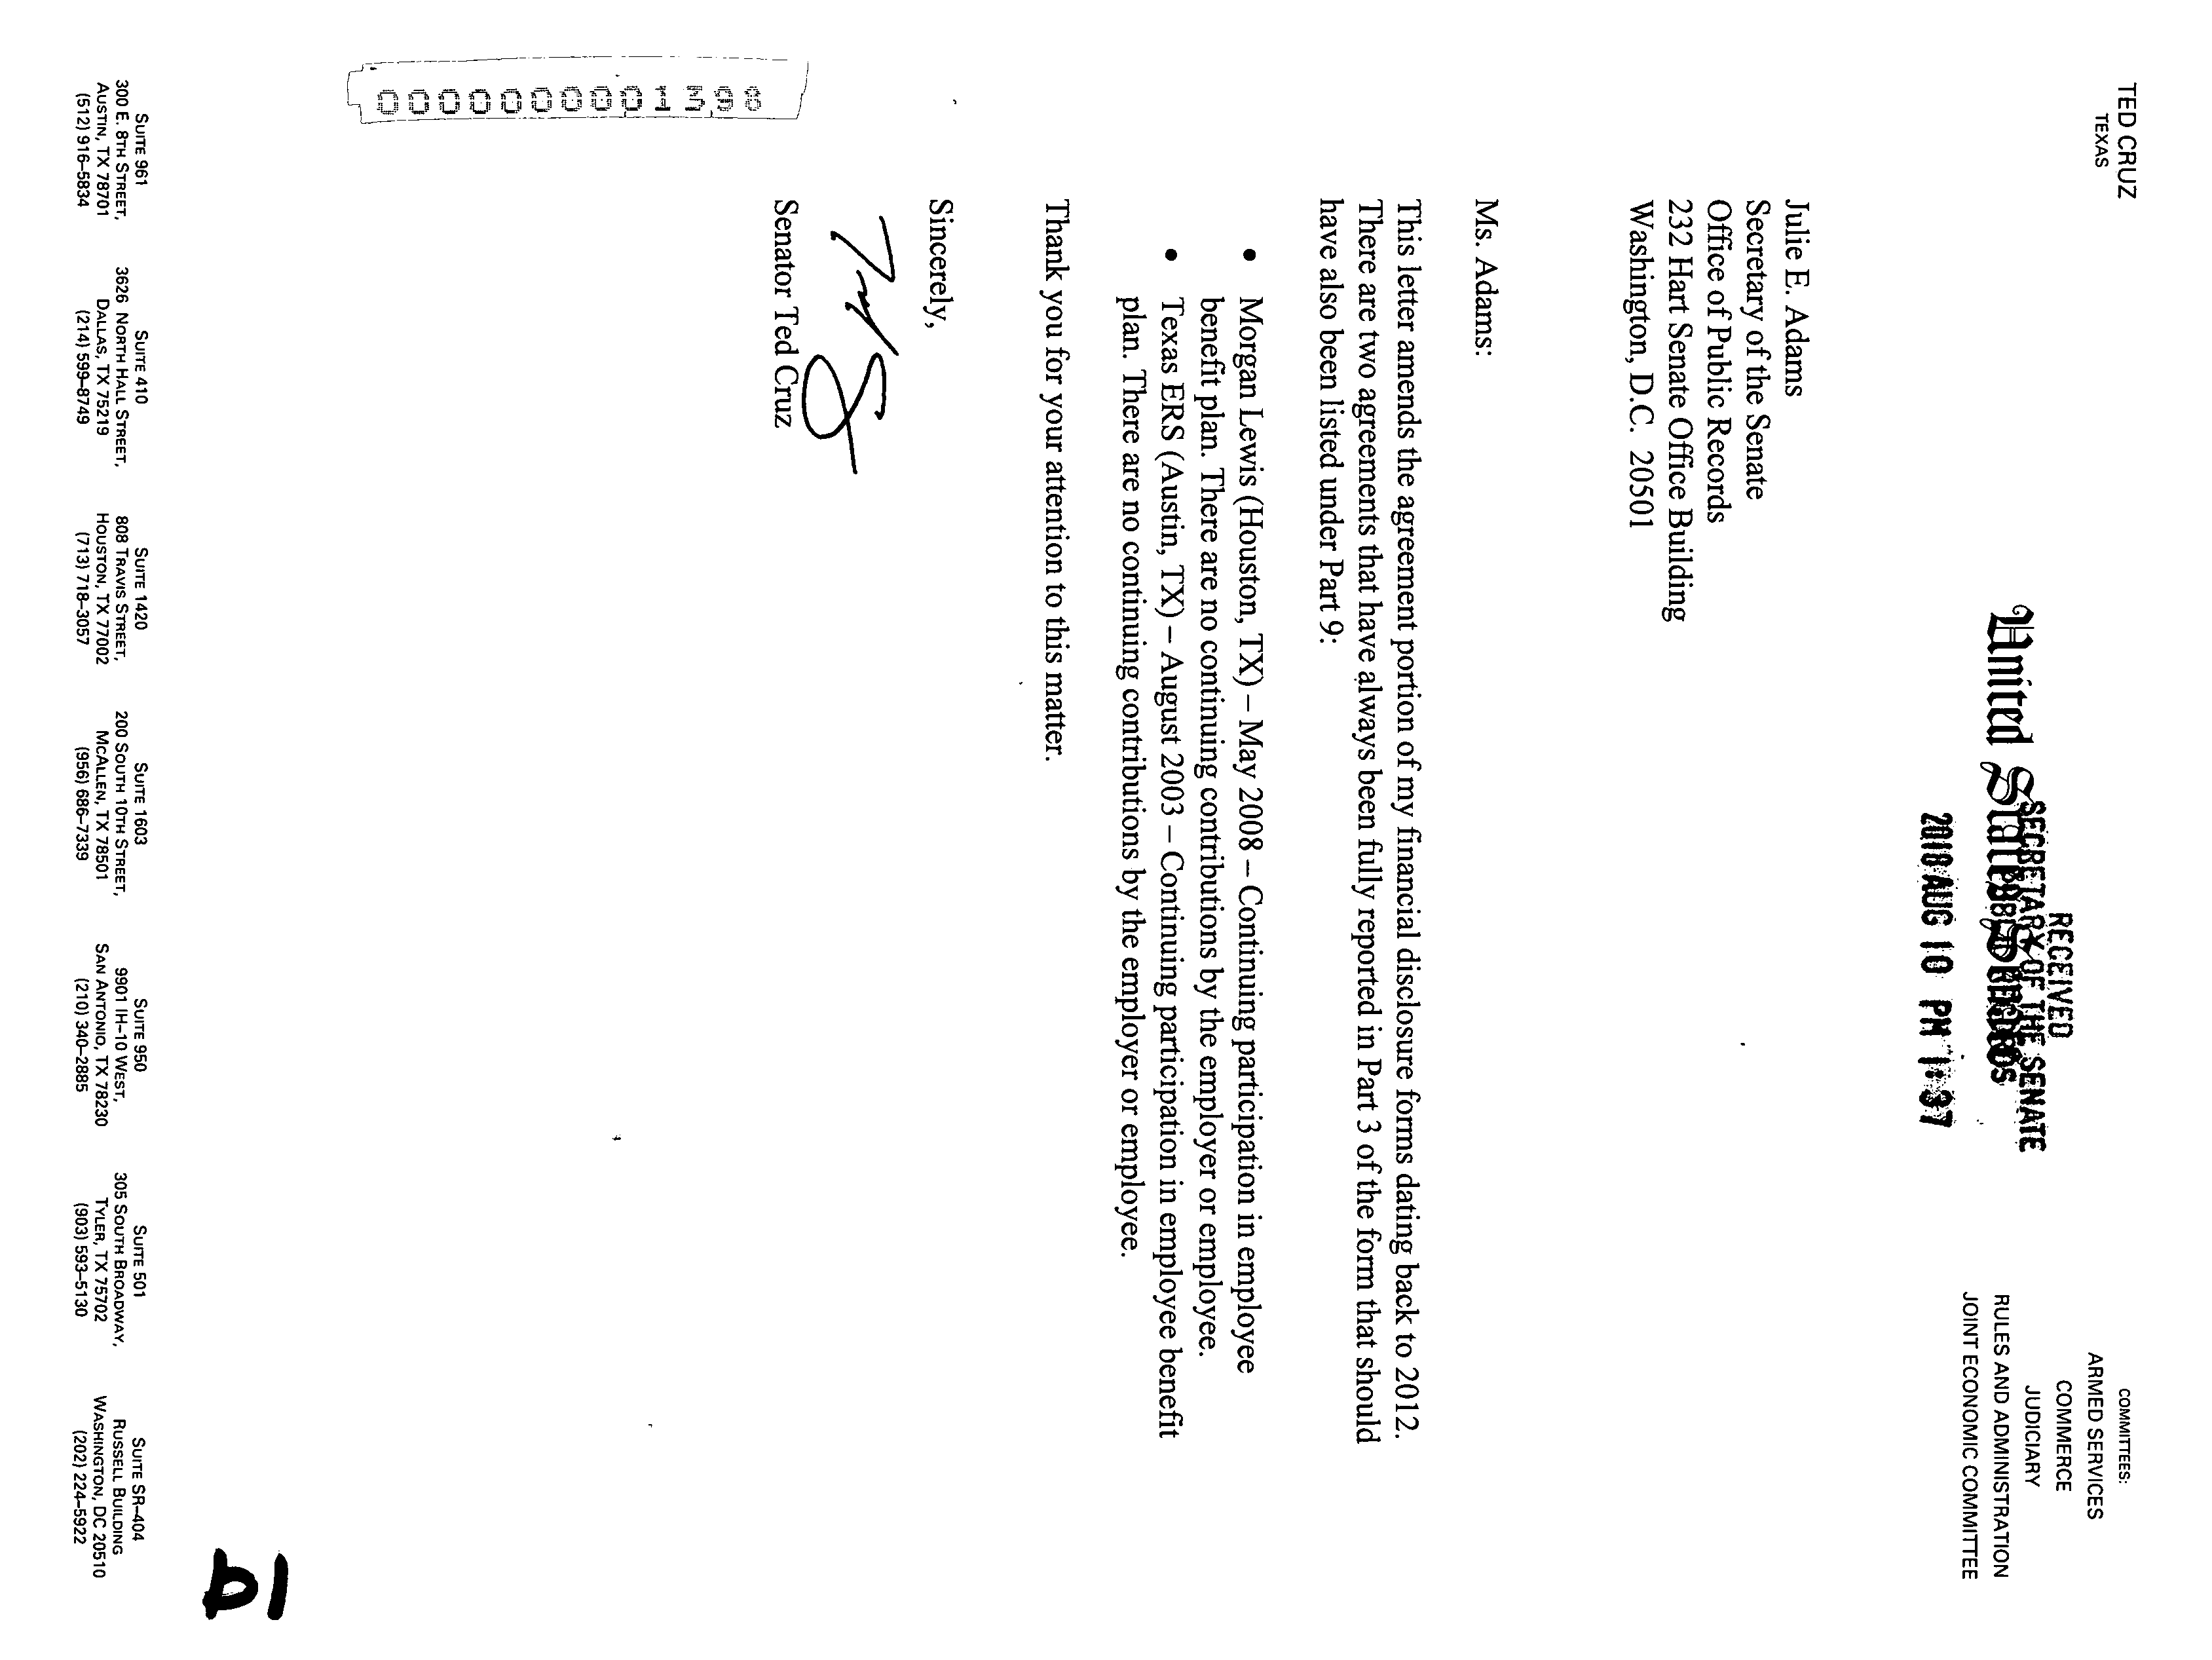 TED CRUZ
TEXAS
COMMITTEES:
ARMED SERVICES
COMMERCE
JUDICIARY
RULES AND ADMINISTRATION
JOINT ECONOMIC COMMITTEE
United States Senate
RECEIVED
SECRETARY OF THE SENATE
PUBLIC RECORDS
2018 AUG 10 PM 1:37
Julie E. Adams
Secretary of the Senate
Office of Public Records
232 Hart Senate Office Building
Washington, D.C. 20501
Ms. Adams:
This letter amends the agreement portion of my financial disclosure forms dating back to 2012.
There are two agreements that have always been fully reported in Part 3 of the form that should
have also been listed under Part 9:
• Morgan Lewis (Houston, TX) – May 2008 – Continuing participation in employee
benefit plan. There are no continuing contributions by the employer or employee.
• Texas ERS (Austin, TX) – August 2003 – Continuing participation in employee benefit
plan. There are no continuing contributions by the employer or employee.
Thank you for your attention to this matter.
Sincerely,
Senator Ted Cruz
000000001598
SUITE 961
300 E. 8TH STREET,
AUSTIN, TX 78701
(512) 916–5834
SUITE 410
3626 NORTH HALL STREET,
DALLAS, TX 75219
(214) 599–8749
SUITE 1420
808 TRAVIS STREET,
HOUSTON, TX 77002
(713) 718–3057
SUITE 1603
200 SOUTH 10TH STREET,
MCALLEN, TX 78501
(956) 686–7339
SUITE 950
9901 IH–10 WEST,
SAN ANTONIO, TX 78230
(210) 340–2885
SUITE 501
305 SOUTH BROADWAY,
TYLER, TX 75702
(903) 593–5130
SUITE SR–404
RUSSELL BUILDING
WASHINGTON, DC 20510
(202) 224–5922